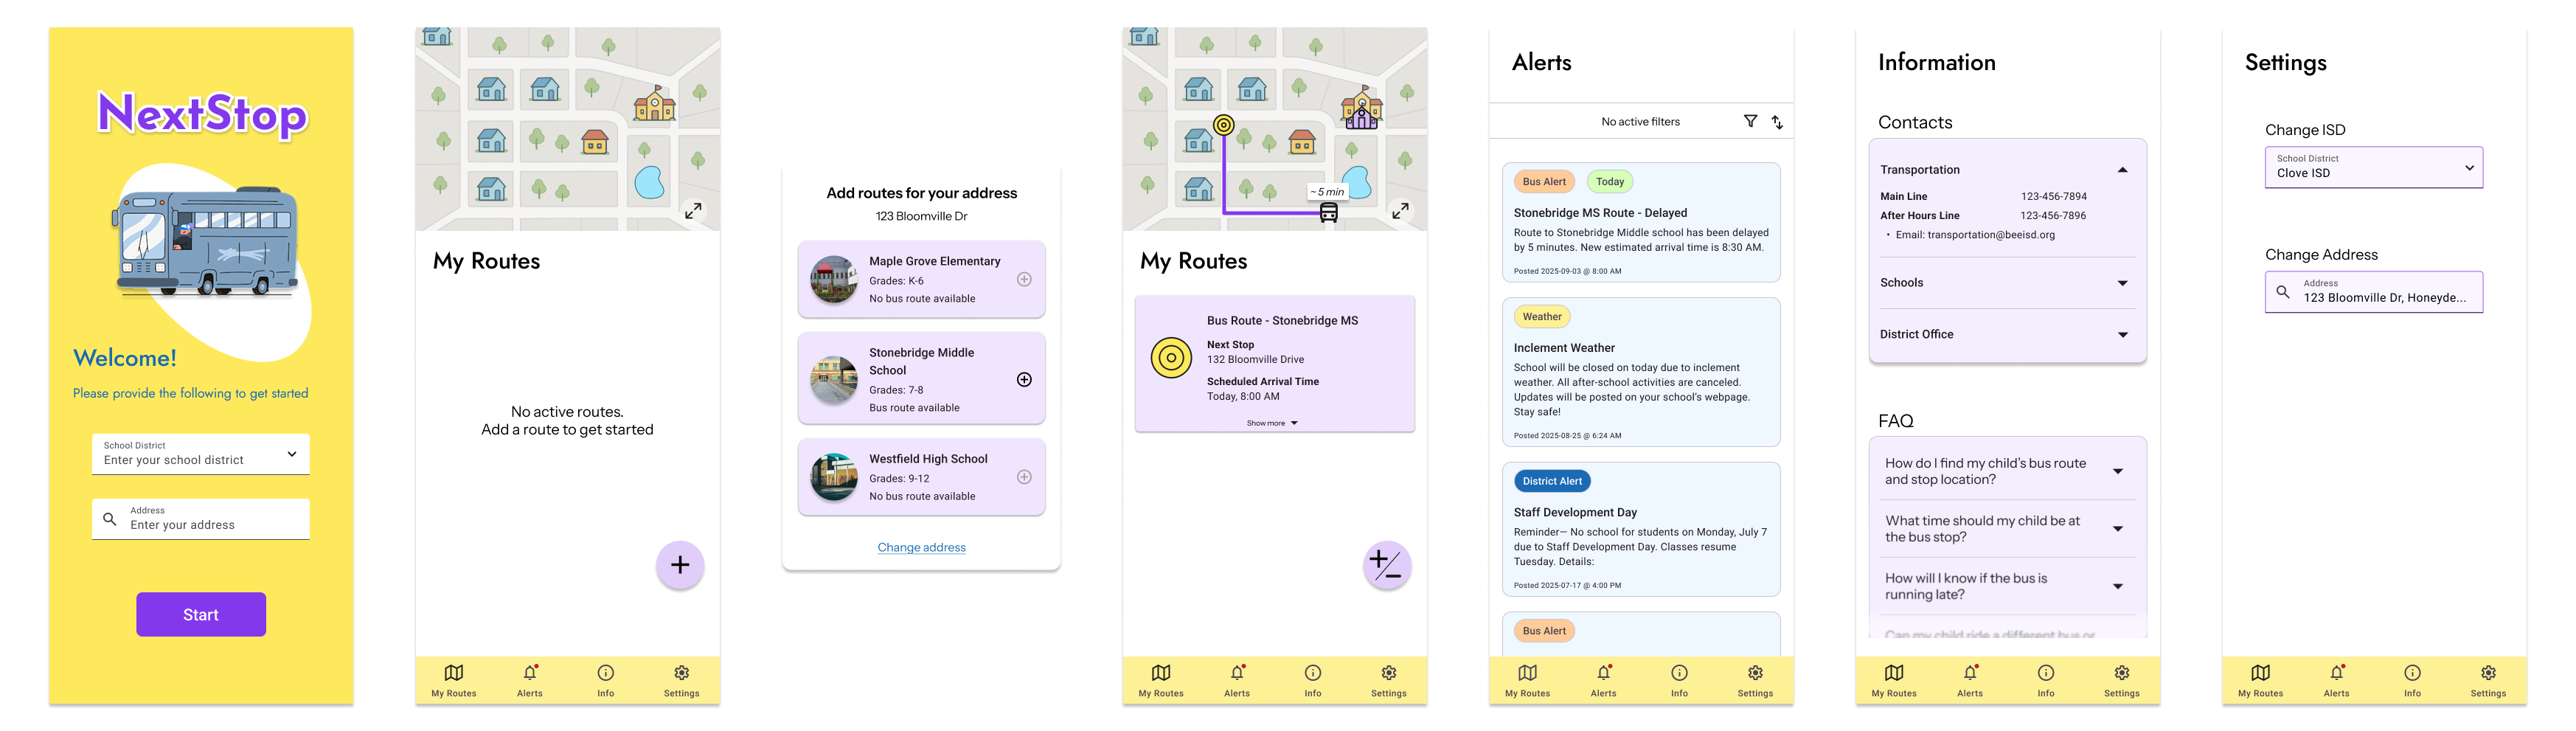 NextStop
Welcome!
Please provide the following to get started
School District
Enter your school district
Address
Enter your address
Start
My Routes
No active routes.
Add a route to get started
+
My Routes
Alerts
Info
Settings
Add routes for your address
123 Bloomville Dr
Maple Grove Elementary
Grades: K-6
No bus route available
Stonebridge Middle
School
Grades: 7-8
Bus route available
Westfield High School
Grades: 9-12
No bus route available
Change address
~ 5 min
My Routes
Bus Route - Stonebridge MS
Next Stop
132 Bloomville Drive
Scheduled Arrival Time
Today, 8:00 AM
Show more
+/-
My Routes
Alerts
Info
Settings
Alerts
No active filters
Bus Alert
Today
Stonebridge MS Route - Delayed
Route to Stonebridge Middle school has been delayed
by 5 minutes. New estimated arrival time is 8:30 AM.
Posted 2025-09-03 @ 8:00 AM
Weather
Inclement Weather
School will be closed on today due to inclement
weather. All after-school activities are canceled.
Updates will be posted on your school's webpage.
Stay safe!
Posted 2025-08-25 @ 6:24 AM
District Alert
Staff Development Day
Reminder— No school for students on Monday, July 7
due to Staff Development Day. Classes resume
Tuesday. Details:
Posted 2025-07-17 @ 4:00 PM
Bus Alert
My Routes
Alerts
Info
Settings
Information
Contacts
Transportation
Main Line 123-456-7894
After Hours Line 123-456-7896
• Email: transportation@beeisd.org
Schools
District Office
FAQ
How do I find my child's bus route
and stop location?
What time should my child be at
the bus stop?
How will I know if the bus is
running late?
Can my child ride a different bus or
My Routes
Alerts
Info
Settings
Settings
Change ISD
School District
Clove ISD
Change Address
Address
123 Bloomville Dr, Honeyde...
My Routes
Alerts
Info
Settings